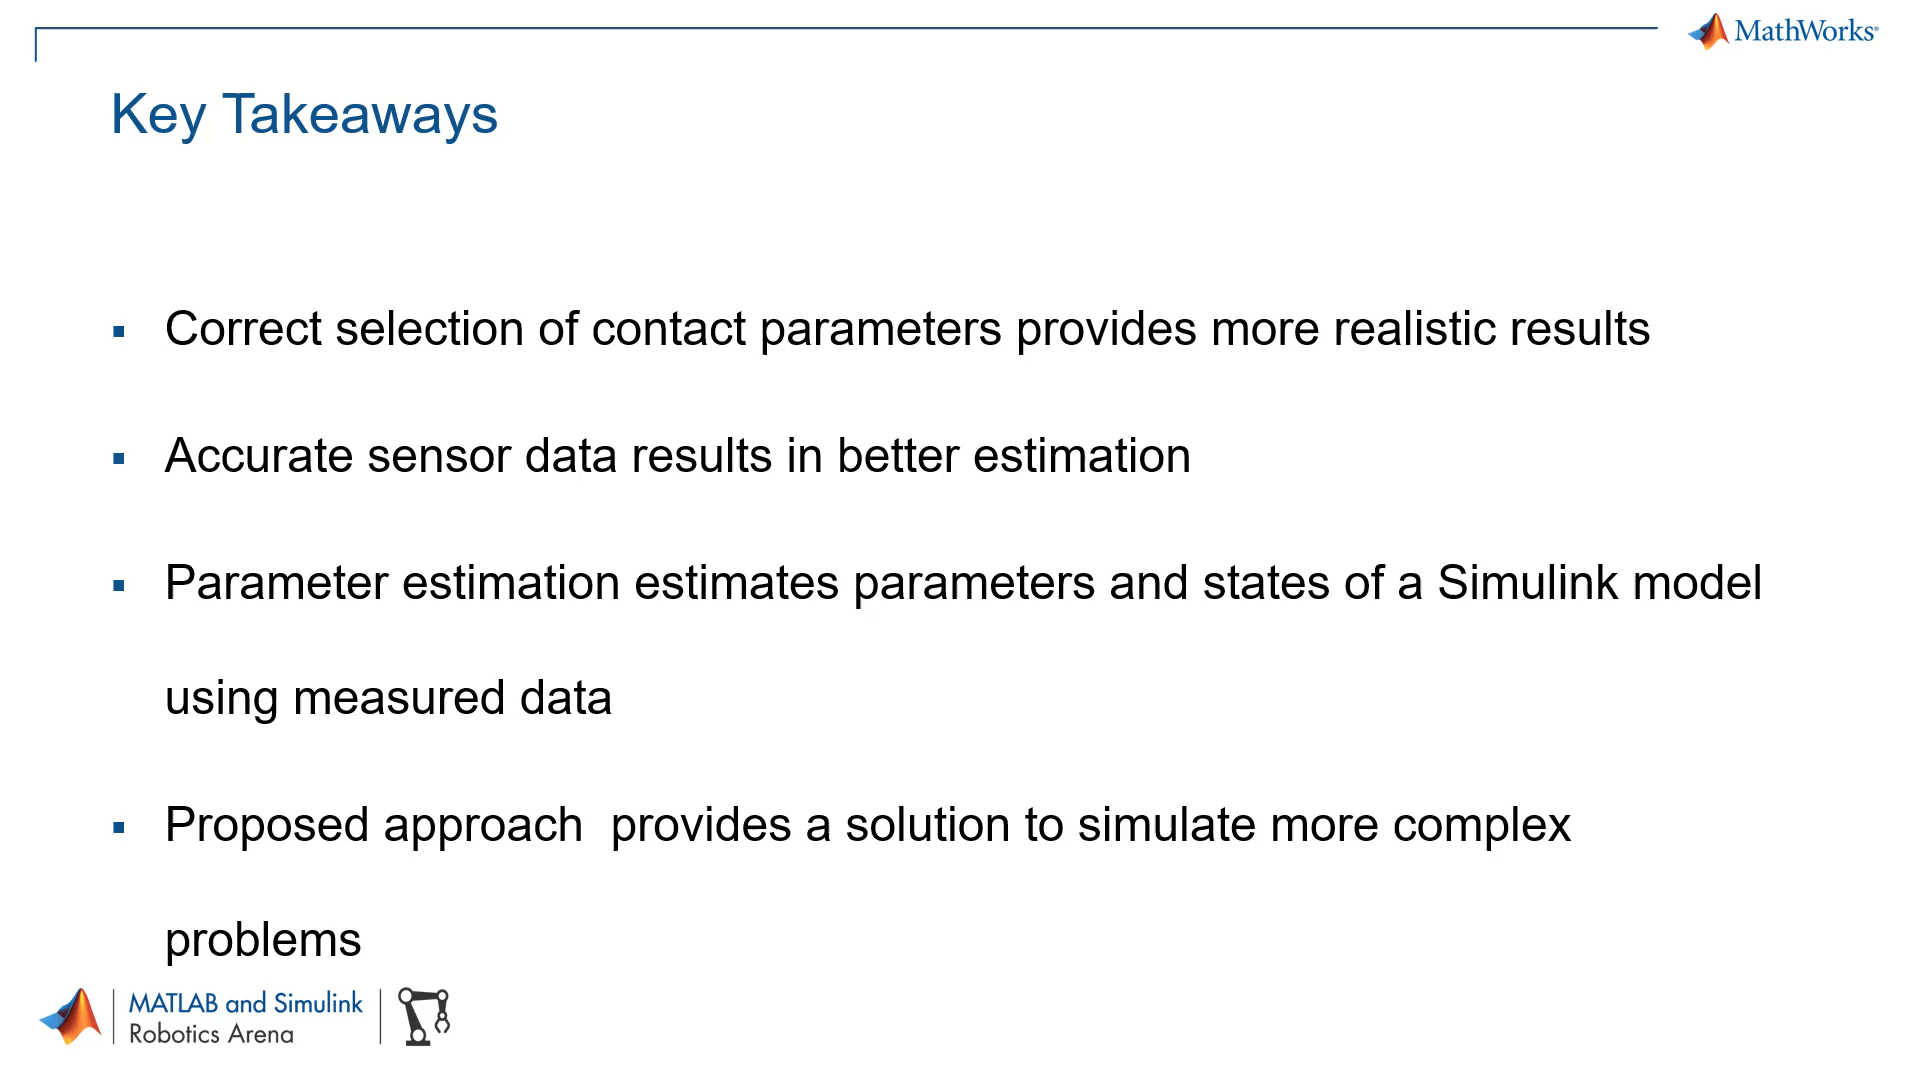 MathWorks®
Key Takeaways
▪ Correct selection of contact parameters provides more realistic results
▪ Accurate sensor data results in better estimation
▪ Parameter estimation estimates parameters and states of a Simulink model
using measured data
▪ Proposed approach  provides a solution to simulate more complex
problems
MATLAB and Simulink
Robotics Arena